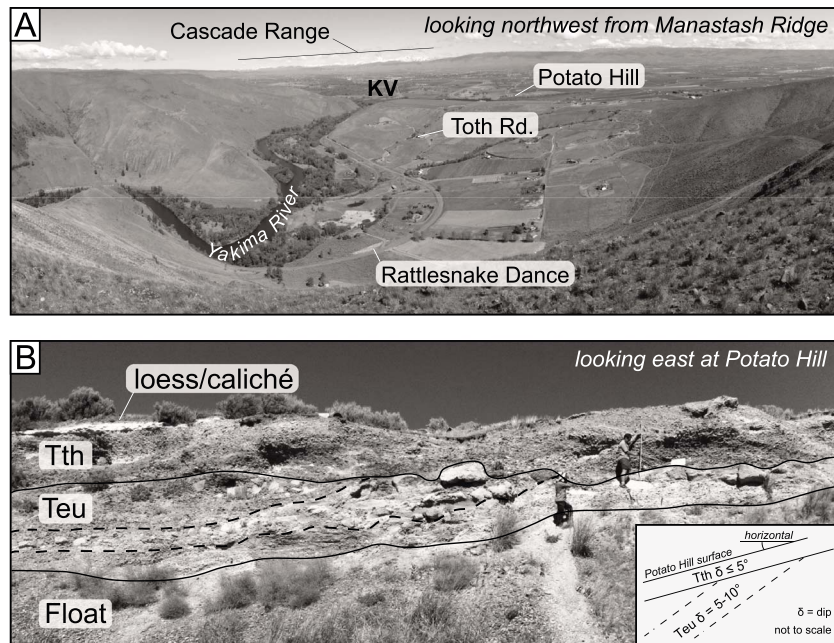 A
looking northwest from Manastash Ridge
Cascade Range
KV
Potato Hill
Toth Rd.
Yakima River
Rattlesnake Dance
B
looking east at Potato Hill
loess/caliché
Tth
Teu
Float
horizontal
Potato Hill surface
Tth δ ≤ 5°
Teu δ = 5-10°
δ = dip
not to scale